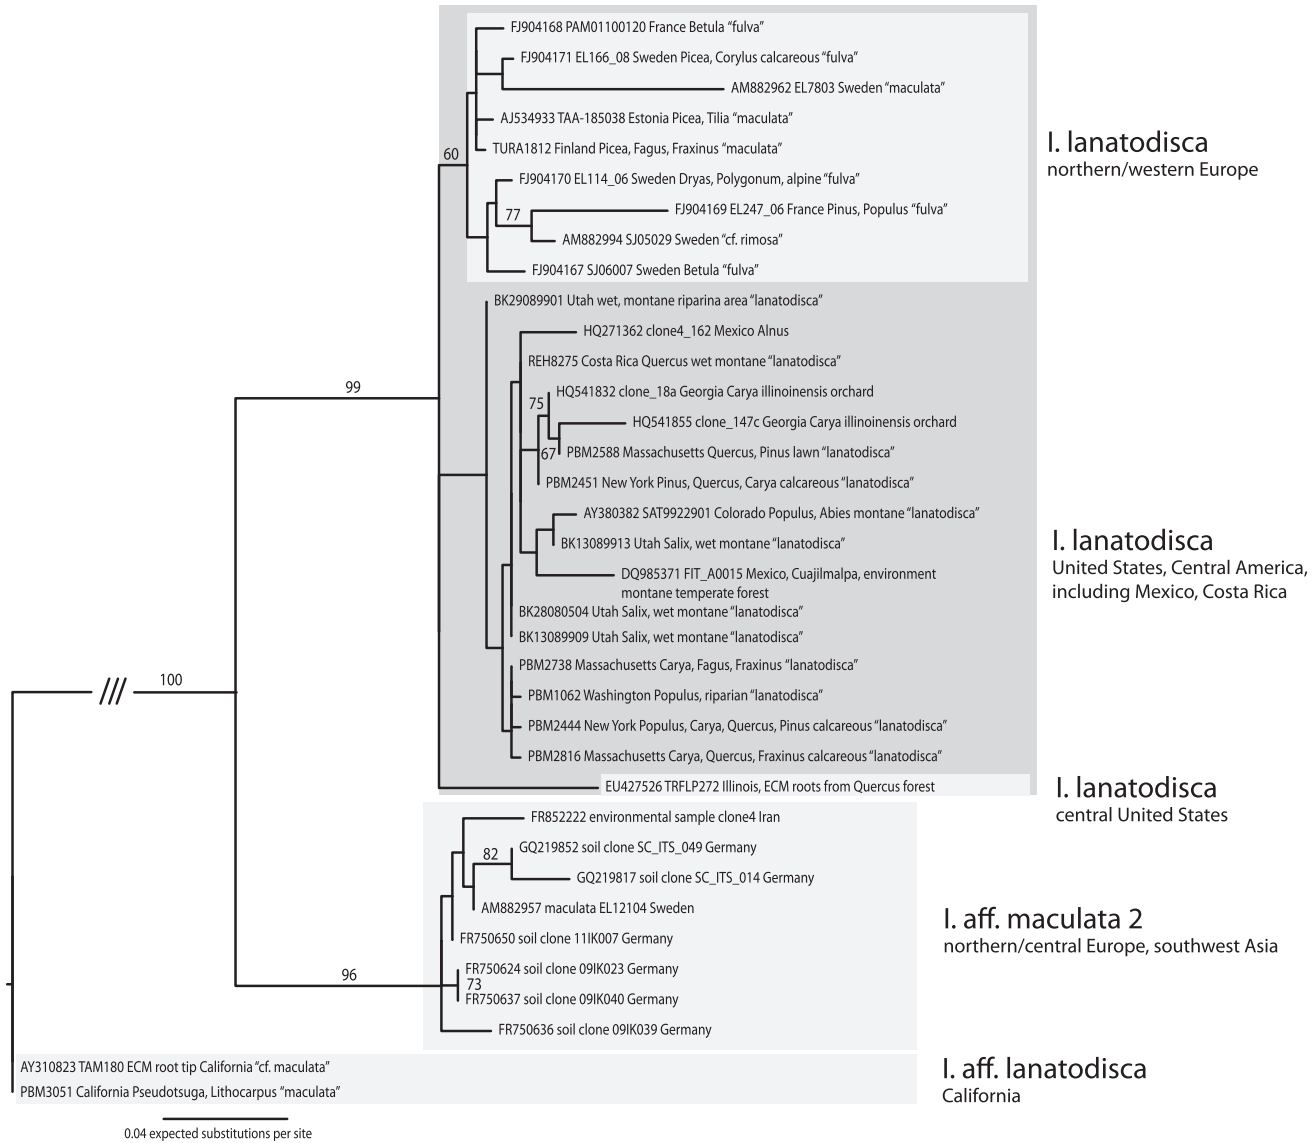 FJ904168 PAM01100120 France Betula “fulva”
FJ904171 EL166_08 Sweden Picea, Corylus calcareous “fulva”
AM882962 EL7803 Sweden “maculata”
AJ534933 TAA-185038 Estonia Picea, Tilia “maculata”
TURA1812 Finland Picea, Fagus, Fraxinus “maculata”
60
FJ904170 EL114_06 Sweden Dryas, Polygonum, alpine “fulva”
77
FJ904169 EL247_06 France Pinus, Populus “fulva”
AM882994 SJ05029 Sweden “cf. rimosa”
FJ904167 SJ06007 Sweden Betula “fulva”
I. lanatodisca
northern/western Europe
BK29089901 Utah wet, montane riparina area “lanatodisca”
HQ271362 clone4_162 Mexico Alnus
REH8275 Costa Rica Quercus wet montane “lanatodisca”
99
HQ541832 clone_18a Georgia Carya illinoinensis orchard
75
HQ541855 clone_147c Georgia Carya illinoinensis orchard
67
PBM2588 Massachusetts Quercus, Pinus lawn “lanatodisca”
PBM2451 New York Pinus, Quercus, Carya calcareous “lanatodisca”
AY380382 SAT9922901 Colorado Populus, Abies montane “lanatodisca”
BK13089913 Utah Salix, wet montane “lanatodisca”
DQ985371 FIT_A0015 Mexico, Cuajilmalpa, environment
montane temperate forest
BK28080504 Utah Salix, wet montane “lanatodisca”
BK13089909 Utah Salix, wet montane “lanatodisca”
PBM2738 Massachusetts Carya, Fagus, Fraxinus “lanatodisca”
100
PBM1062 Washington Populus, riparian “lanatodisca”
PBM2444 New York Populus, Carya, Quercus, Pinus calcareous “lanatodisca”
PBM2816 Massachusetts Carya, Quercus, Fraxinus calcareous “lanatodisca”
I. lanatodisca
United States, Central America,
including Mexico, Costa Rica
EU427526 TRFLP272 Illinois, ECM roots from Quercus forest
I. lanatodisca
central United States
FR852222 environmental sample clone4 Iran
GQ219852 soil clone SC_ITS_049 Germany
82
GQ219817 soil clone SC_ITS_014 Germany
AM882957 maculata EL12104 Sweden
FR750650 soil clone 11IK007 Germany
FR750624 soil clone 09IK023 Germany
96
73
FR750637 soil clone 09IK040 Germany
FR750636 soil clone 09IK039 Germany
I. aff. maculata 2
northern/central Europe, southwest Asia
AY310823 TAM180 ECM root tip California “cf. maculata”
PBM3051 California Pseudotsuga, Lithocarpus “maculata”
I. aff. lanatodisca
California
0.04 expected substitutions per site